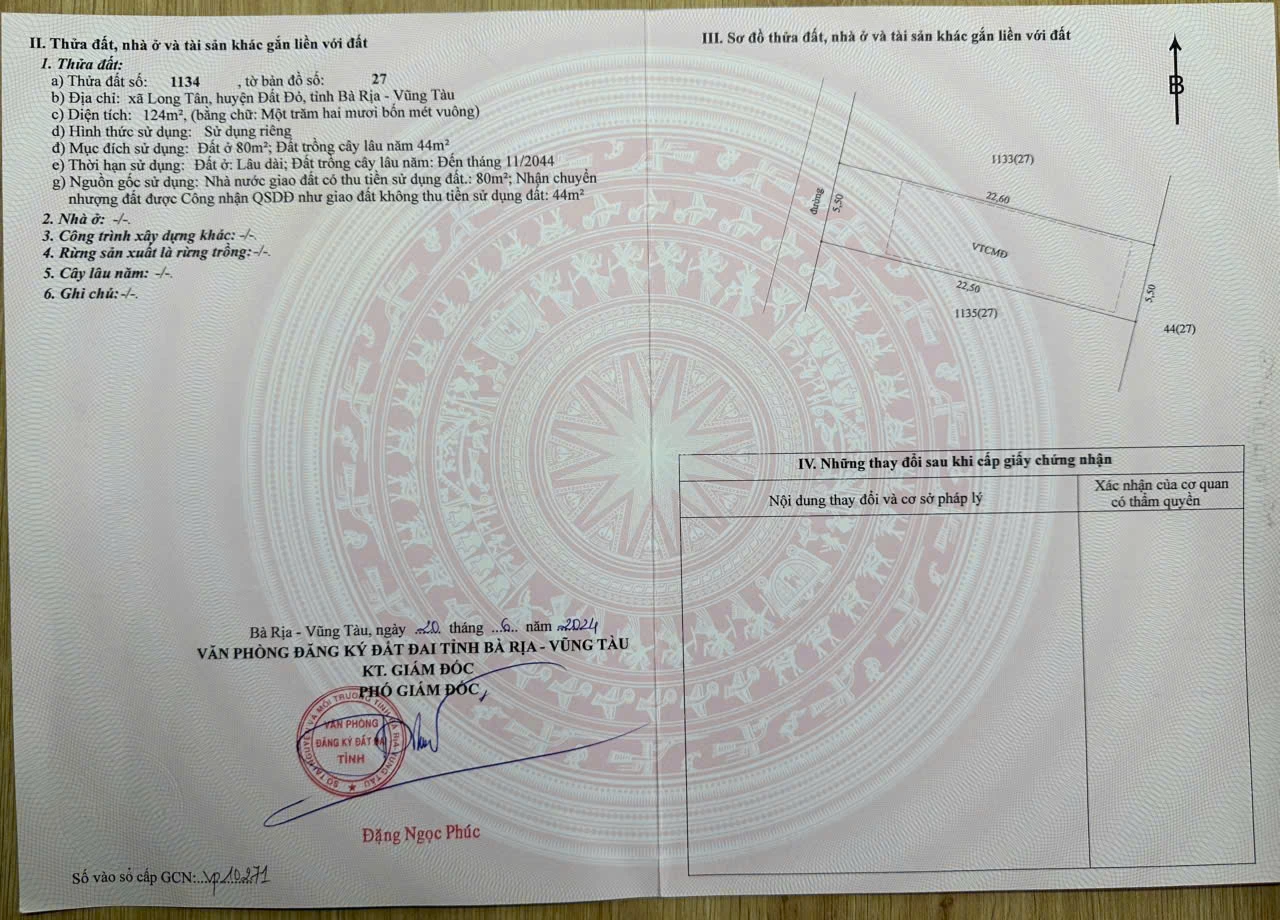 II. Thửa đất, nhà ở và tài sản khác gắn liền với đất
1. Thửa đất:
a) Thửa đất số: 1134 , tờ bản đồ số: 27
b) Địa chỉ: xã Long Tân, huyện Đất Đỏ, tỉnh Bà Rịa - Vũng Tàu
c) Diện tích: 124m², (bằng chữ: Một trăm hai mươi bốn mét vuông)
d) Hình thức sử dụng: Sử dụng riêng
đ) Mục đích sử dụng: Đất ở 80m²; Đất trồng cây lâu năm 44m²
e) Thời hạn sử dụng: Đất ở: Lâu dài; Đất trồng cây lâu năm: Đến tháng 11/2044
g) Nguồn gốc sử dụng: Nhà nước giao đất có thu tiền sử dụng đất.: 80m²; Nhận chuyển
nhượng đất được Công nhận QSDĐ như giao đất không thu tiền sử dụng đất: 44m²
2. Nhà ở: -/-.
3. Công trình xây dựng khác: -/-.
4. Rừng sản xuất là rừng trồng:-/-.
5. Cây lâu năm: -/-.
6. Ghi chú:-/-.
Bà Rịa - Vũng Tàu, ngày ..20. tháng ...6.. năm ..2024
VĂN PHÒNG ĐĂNG KÝ ĐẤT ĐAI TỈNH BÀ RỊA - VŨNG TÀU
KT. GIÁM ĐỐC
PHÓ GIÁM ĐỐC
VĂN PHÒNG
ĐĂNG KÝ ĐẤT
TỈNH
Đặng Ngọc Phúc
Số vào sổ cấp GCN:..VP10271
III. Sơ đồ thửa đất, nhà ở và tài sản khác gắn liền với đất
B
1133(27)
đường
5,50
22,60
VTCMĐ
22,50
5,50
1135(27)
44(27)
IV. Những thay đổi sau khi cấp giấy chứng nhận
Nội dung thay đổi và cơ sở pháp lý
Xác nhận của cơ quan
có thẩm quyền